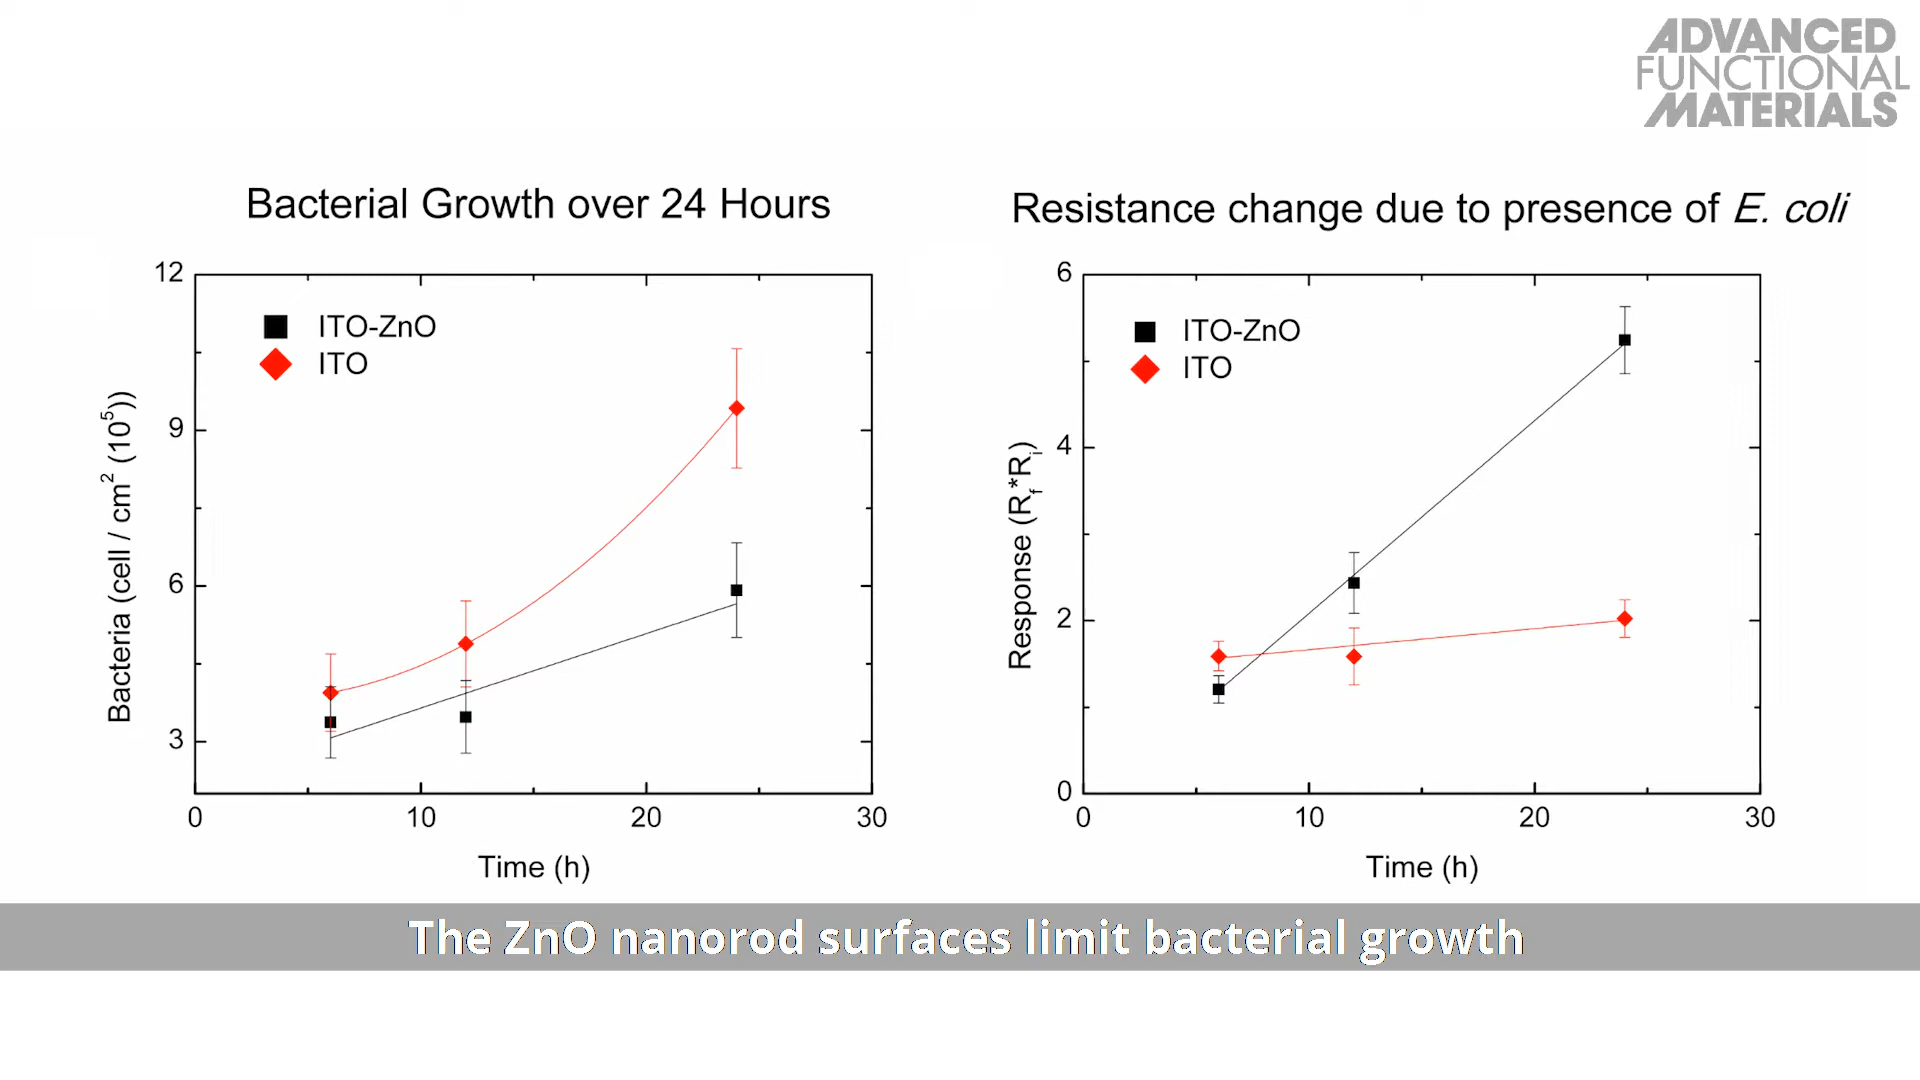 ADVANCED
FUNCTIONAL
MATERIALS
Bacterial Growth over 24 Hours
12
9
6
3
0
10
20
30
ITO-ZnO
ITO
Bacteria (cell / cm² (10⁵))
Time (h)
Resistance change due to presence of E. coli
6
4
2
0
0
10
20
30
ITO-ZnO
ITO
Response (R_f*R_i)
Time (h)
The ZnO nanorod surfaces limit bacterial growth